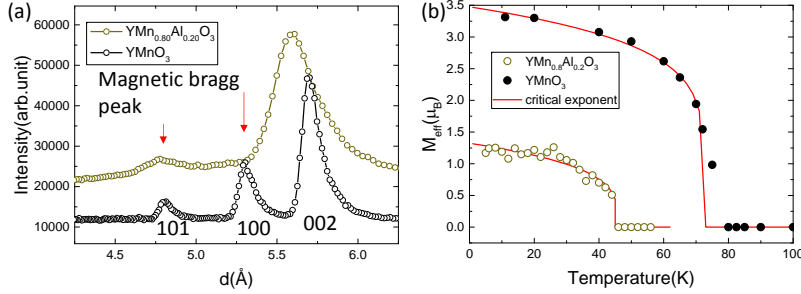 (a)
YMn0.80Al0.20O3
YMnO3
Magnetic bragg
peak
101
100
002
Intensity(arb.unit)
60000
50000
40000
30000
20000
10000
4.5
5.0
5.5
6.0
d(Å)
(b)
YMn0.8Al0.2O3
YMnO3
critical exponent
Meff(μB)
3.5
3.0
2.5
2.0
1.5
1.0
0.5
0.0
0
20
40
60
80
100
Temperature(K)